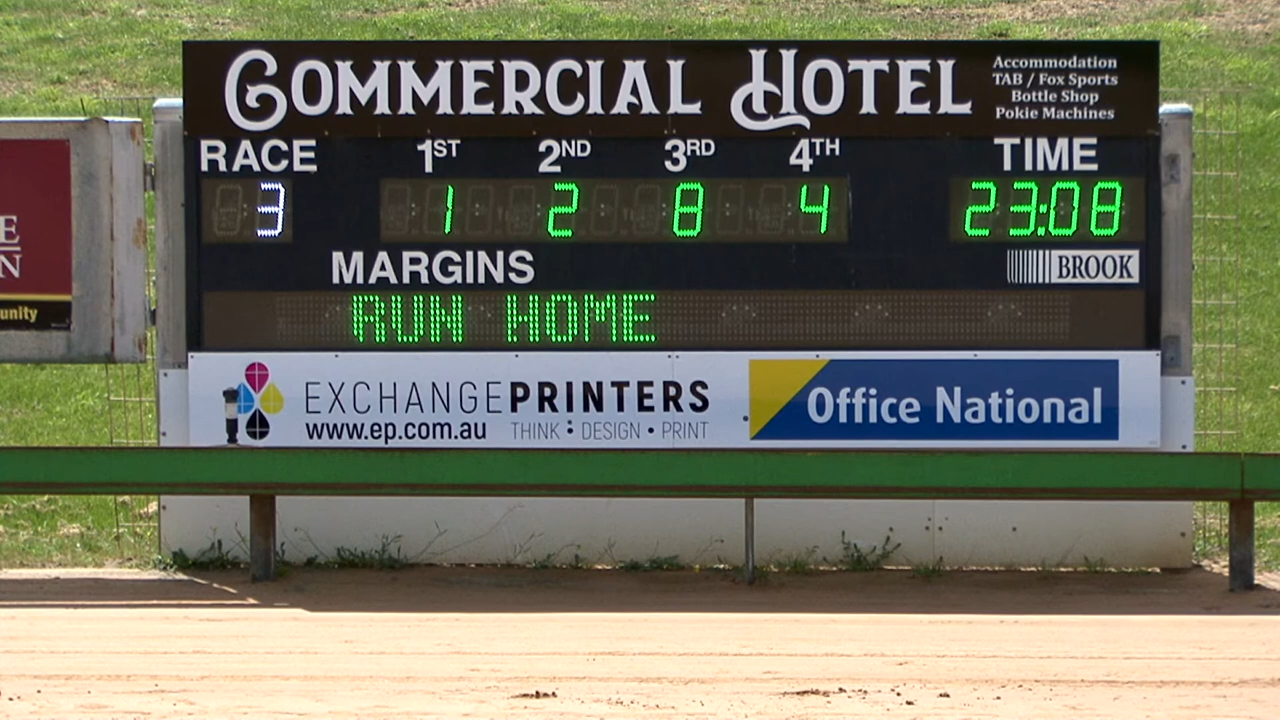 COMMERCIAL HOTEL
Accommodation
TAB / Fox Sports
Bottle Shop
Pokie Machines
RACE 1ST 2ND 3RD 4TH TIME
3 1 2 8 4 23:08
MARGINS
BROOK
RUN HOME
E
N
unity
EXCHANGEPRINTERS
www.ep.com.au THINK • DESIGN • PRINT
Office National